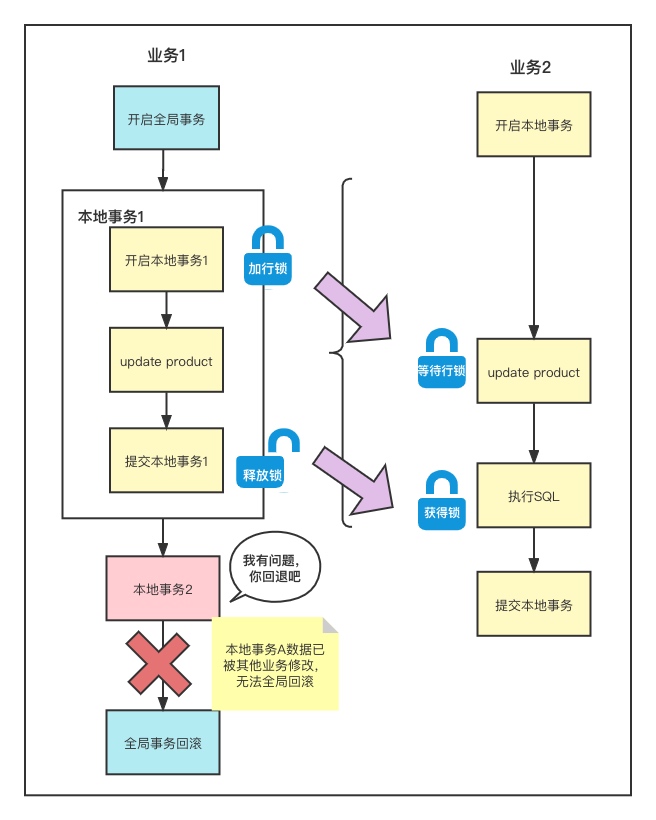 业务1
开启全局事务
本地事务1
开启本地事务1
加行锁
update product
提交本地事务1
释放锁
本地事务2
我有问题,
你回退吧
本地事务A数据已
被其他业务修改,
无法全局回滚
全局事务回滚
业务2
开启本地事务
等待行锁
update product
获得锁
执行SQL
提交本地事务